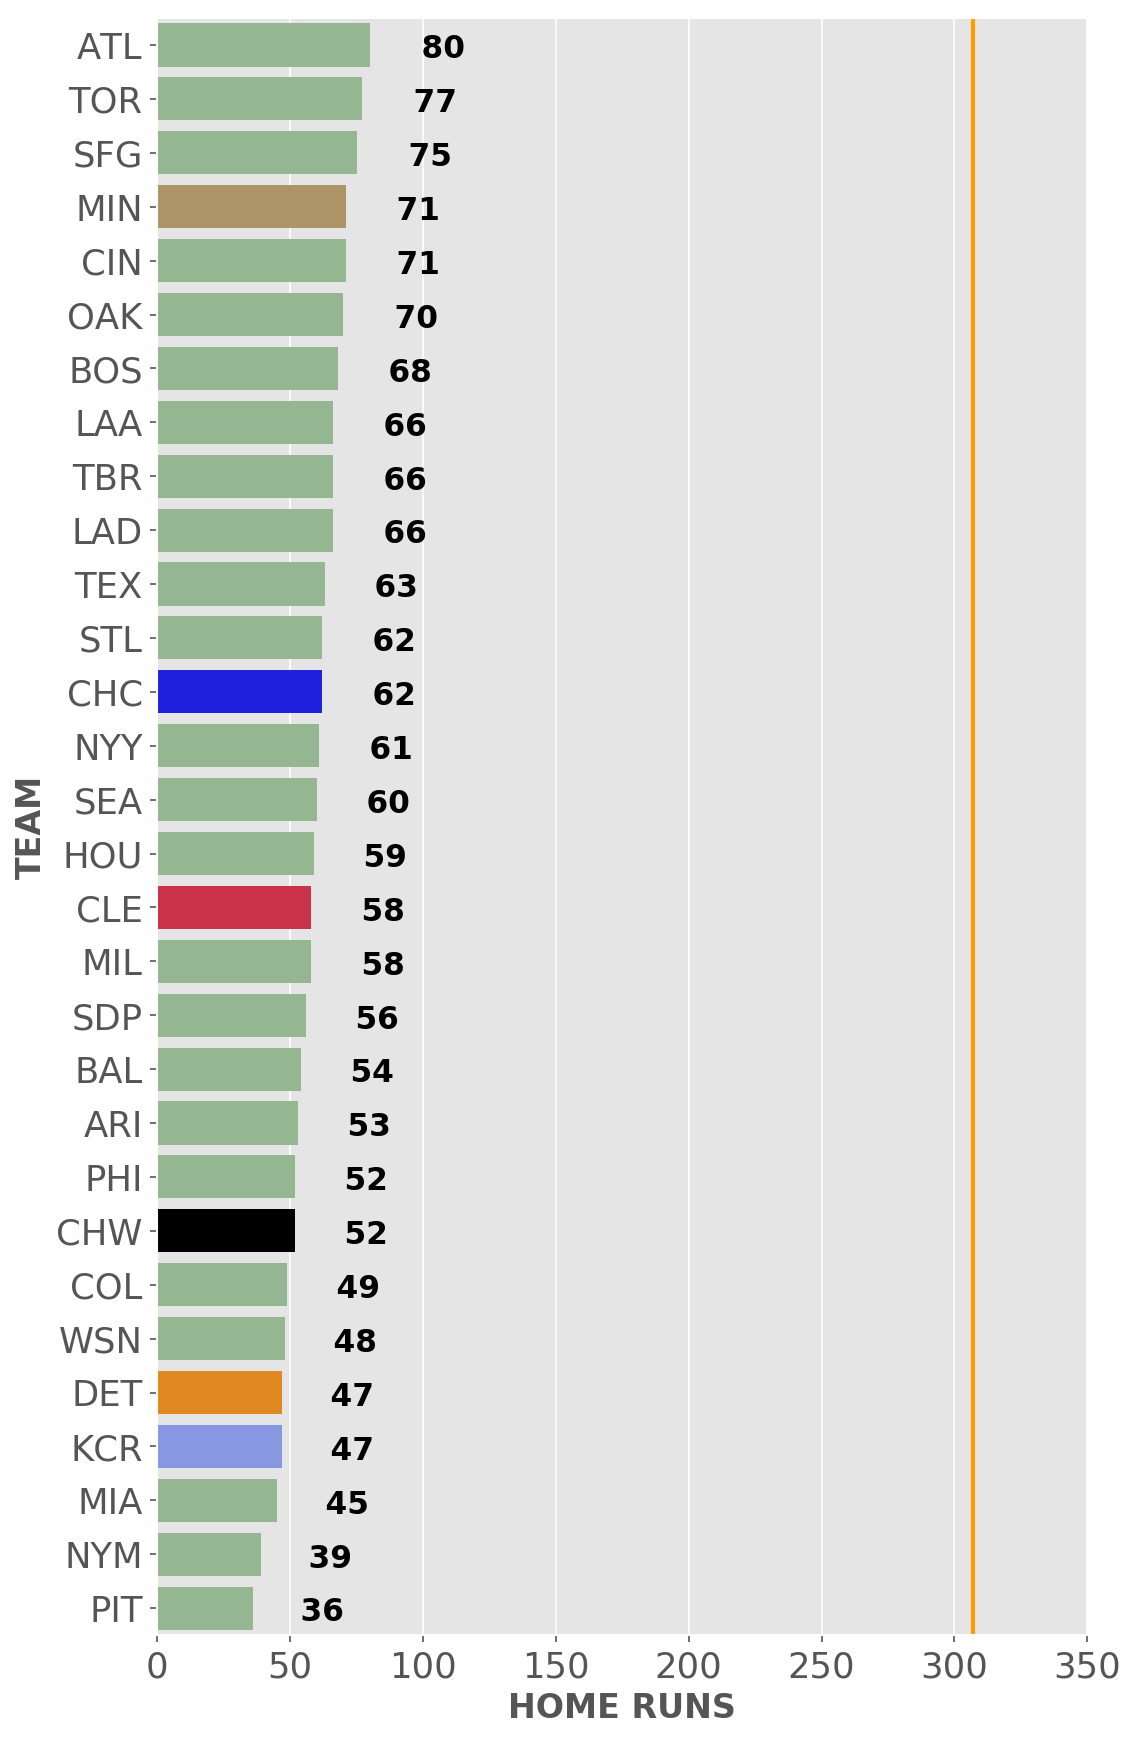 ATL 80
TOR 77
SFG 75
MIN 71
CIN 71
OAK 70
BOS 68
LAA 66
TBR 66
LAD 66
TEX 63
STL 62
CHC 62
NYY 61
SEA 60
HOU 59
CLE 58
MIL 58
SDP 56
BAL 54
ARI 53
PHI 52
CHW 52
COL 49
WSN 48
DET 47
KCR 47
MIA 45
NYM 39
PIT 36
TEAM
0 50 100 150 200 250 300 350
HOME RUNS